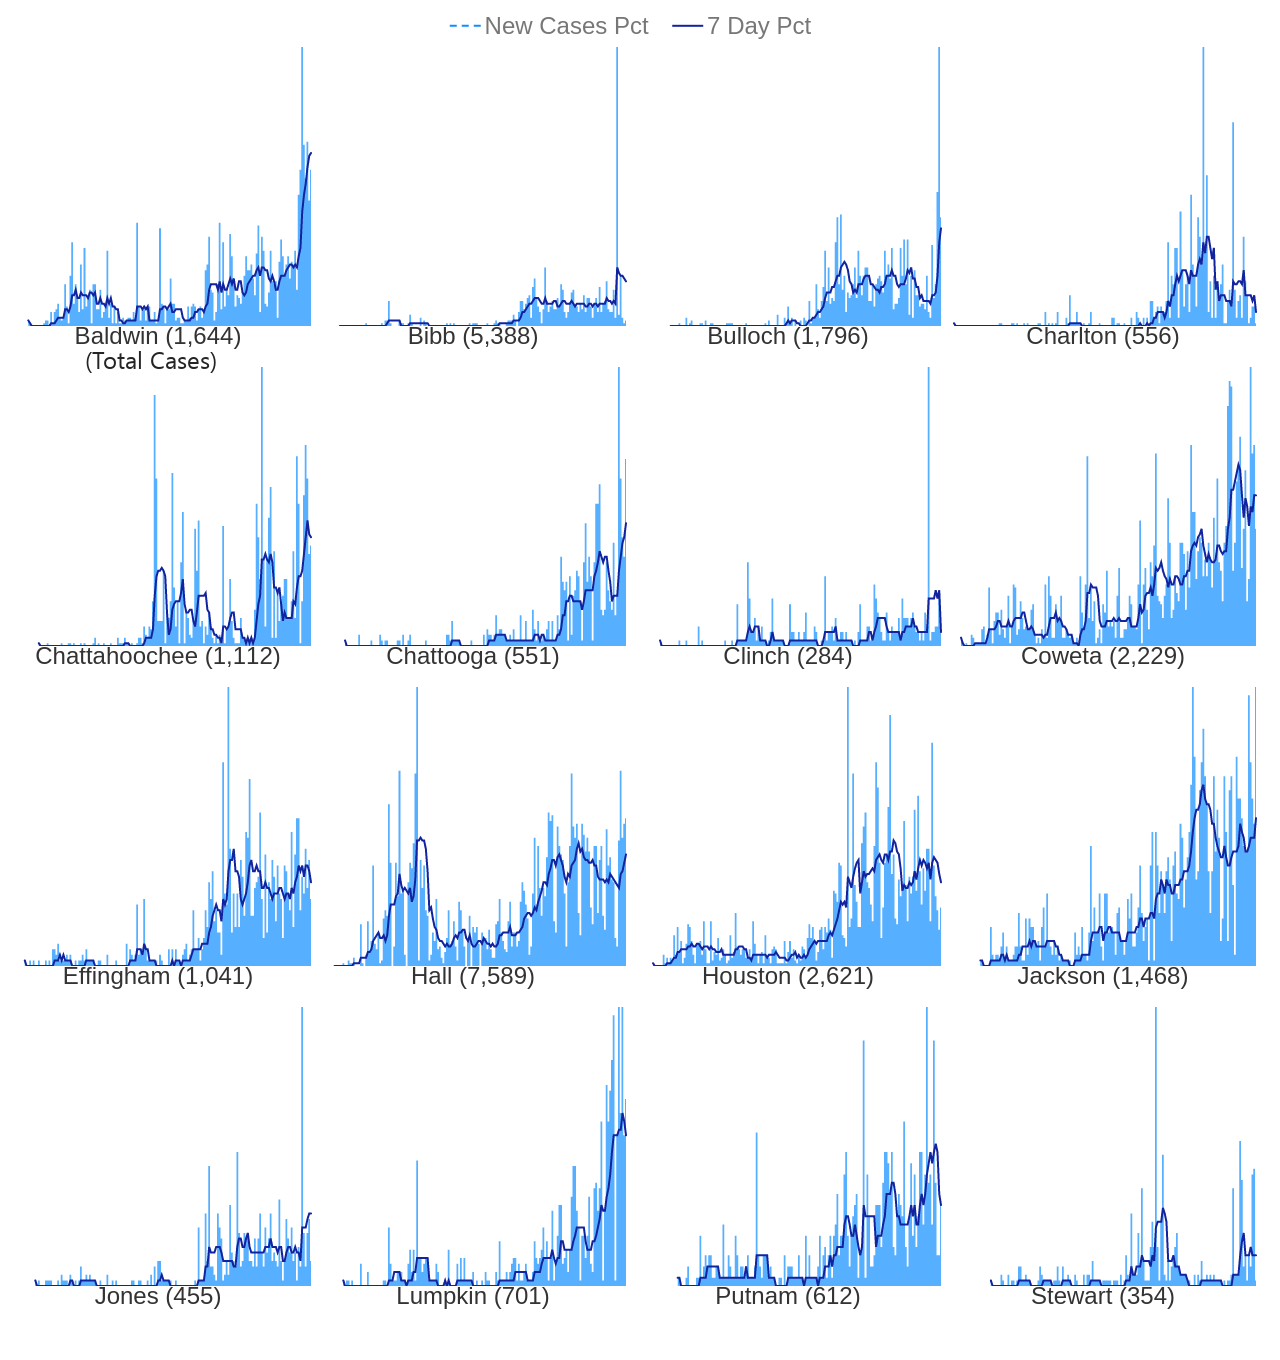 New Cases Pct 7 Day Pct
Baldwin (1,644) Bibb (5,388) Bulloch (1,796) Charlton (556)
(Total Cases)
Chattahoochee (1,112) Chattooga (551) Clinch (284) Coweta (2,229)
Effingham (1,041) Hall (7,589) Houston (2,621) Jackson (1,468)
Jones (455) Lumpkin (701) Putnam (612) Stewart (354)